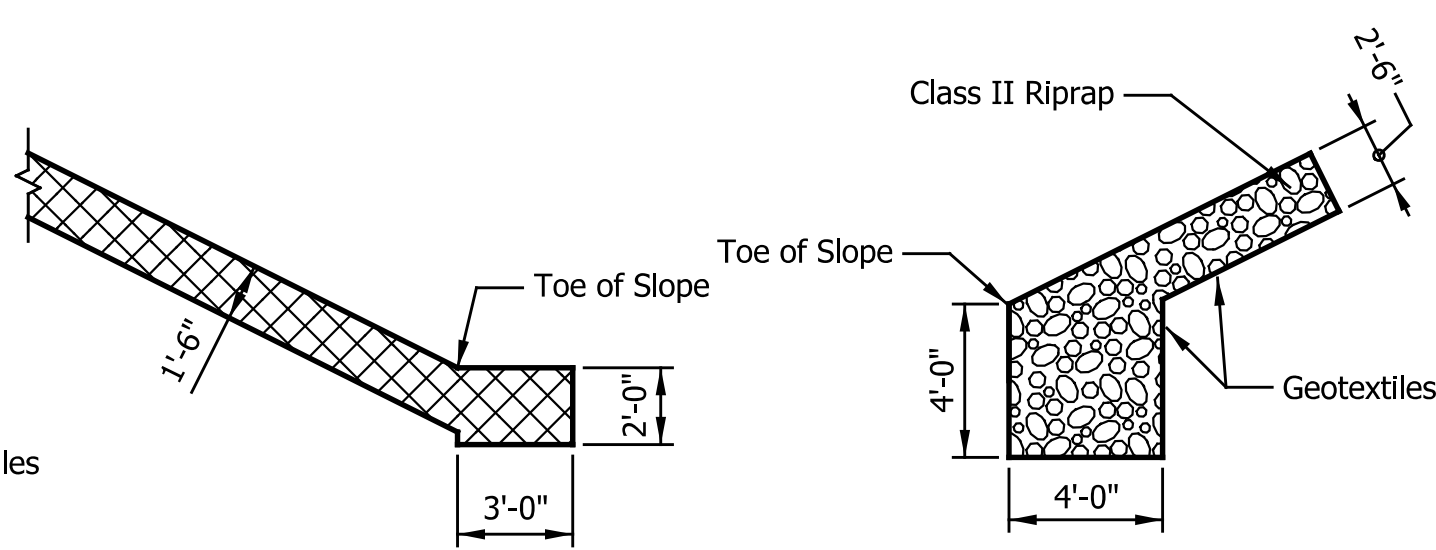 2'-6"
Class II Riprap
Toe of Slope
Toe of Slope
1'-6"
2'-0"
4'-0"
Geotextiles
les
3'-0"
4'-0"